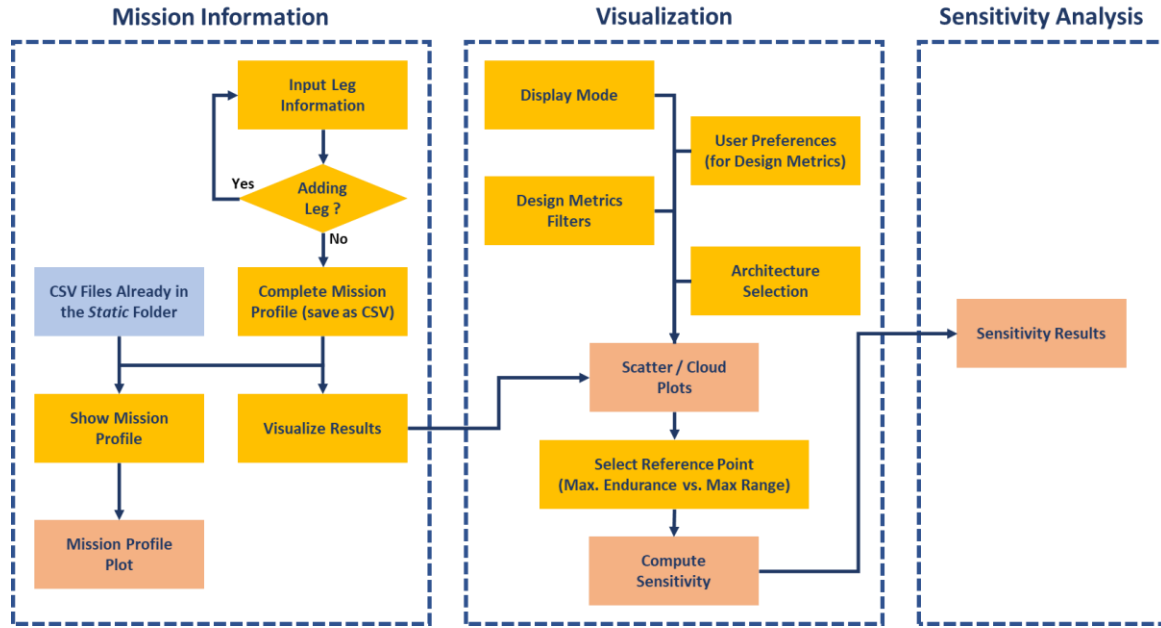 Mission Information
Input Leg
Information
Yes
Adding
Leg ?
No
CSV Files Already in
the Static Folder
Complete Mission
Profile (save as CSV)
Show Mission
Profile
Visualize Results
Mission Profile
Plot
Visualization
Display Mode
User Preferences
(for Design Metrics)
Design Metrics
Filters
Architecture
Selection
Scatter / Cloud
Plots
Select Reference Point
(Max. Endurance vs. Max Range)
Compute
Sensitivity
Sensitivity Analysis
Sensitivity Results